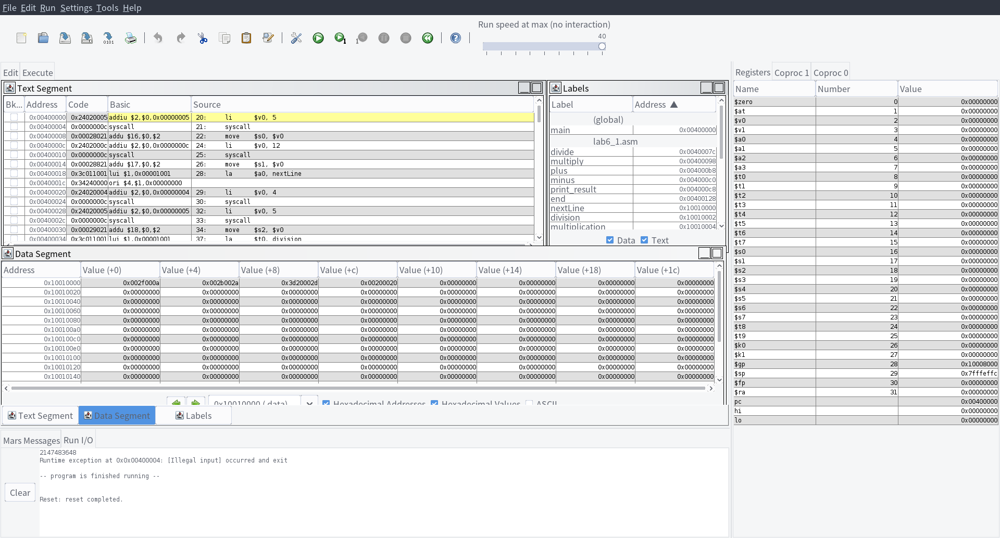 File Edit Run Settings Tools Help
Run speed at max (no interaction)
40
Edit Execute
Text Segment
Bk... Address Code Basic Source
0x00400000 0x24020005 addiu $2,$0,0x00000005 20: li $v0, 5
0x00400004 0x0000000c syscall 21: syscall
0x00400008 0x00028021 addu $16,$0,$2 22: move $s0, $v0
0x0040000c 0x2402000c addiu $2,$0,0x0000000c 24: li $v0, 12
0x00400010 0x0000000c syscall 25: syscall
0x00400014 0x00028821 addu $17,$0,$2 26: move $s1, $v0
0x00400018 0x3c011001 lui $1,0x00001001 28: la $a0, nextLine
0x0040001c 0x34240000 ori $4,$1,0x00000000
0x00400020 0x24020004 addiu $2,$0,0x00000004 29: li $v0, 4
0x00400024 0x0000000c syscall 30: syscall
0x00400028 0x24020005 addiu $2,$0,0x00000005 32: li $v0, 5
0x0040002c 0x0000000c syscall 33: syscall
0x00400030 0x00029021 addu $18,$0,$2 34: move $s2, $v0
0x00400034 0x3c011001 lui $1,0x00001001 37: la $t0, division
Labels
Label Address ▲
(global)
main 0x00400000
lab6_1.asm
divide 0x0040007c
multiply 0x00400098
plus 0x004000b8
minus 0x004000c0
print_result 0x004000c8
end 0x00400128
nextLine 0x10010000
division 0x10010002
multiplication 0x10010004
Data Text
Data Segment
Address Value (+0) Value (+4) Value (+8) Value (+c) Value (+10) Value (+14) Value (+18) Value (+1c)
0x10010000 0x002f000a 0x002b002a 0x3d20002d 0x00200020 0x00000000 0x00000000 0x00000000 0x00000000
0x10010020 0x00000000 0x00000000 0x00000000 0x00000000 0x00000000 0x00000000 0x00000000 0x00000000
0x10010040 0x00000000 0x00000000 0x00000000 0x00000000 0x00000000 0x00000000 0x00000000 0x00000000
0x10010060 0x00000000 0x00000000 0x00000000 0x00000000 0x00000000 0x00000000 0x00000000 0x00000000
0x10010080 0x00000000 0x00000000 0x00000000 0x00000000 0x00000000 0x00000000 0x00000000 0x00000000
0x100100a0 0x00000000 0x00000000 0x00000000 0x00000000 0x00000000 0x00000000 0x00000000 0x00000000
0x100100c0 0x00000000 0x00000000 0x00000000 0x00000000 0x00000000 0x00000000 0x00000000 0x00000000
0x100100e0 0x00000000 0x00000000 0x00000000 0x00000000 0x00000000 0x00000000 0x00000000 0x00000000
0x10010100 0x00000000 0x00000000 0x00000000 0x00000000 0x00000000 0x00000000 0x00000000 0x00000000
0x10010120 0x00000000 0x00000000 0x00000000 0x00000000 0x00000000 0x00000000 0x00000000 0x00000000
0x10010140 0x00000000 0x00000000 0x00000000 0x00000000 0x00000000 0x00000000 0x00000000 0x00000000
0x10010000 (.data) Hexadecimal Addresses Hexadecimal Values ASCII
Text Segment Data Segment Labels
Mars Messages Run I/O
Clear
2147483648
Runtime exception at 0x0x00400004: [Illegal input] occurred and exit
-- program is finished running --
Reset: reset completed.
Registers Coproc 1 Coproc 0
Name Number Value
$zero 0 0x00000000
$at 1 0x00000000
$v0 2 0x00000000
$v1 3 0x00000000
$a0 4 0x00000000
$a1 5 0x00000000
$a2 6 0x00000000
$a3 7 0x00000000
$t0 8 0x00000000
$t1 9 0x00000000
$t2 10 0x00000000
$t3 11 0x00000000
$t4 12 0x00000000
$t5 13 0x00000000
$t6 14 0x00000000
$t7 15 0x00000000
$s0 16 0x00000000
$s1 17 0x00000000
$s2 18 0x00000000
$s3 19 0x00000000
$s4 20 0x00000000
$s5 21 0x00000000
$s6 22 0x00000000
$s7 23 0x00000000
$t8 24 0x00000000
$t9 25 0x00000000
$k0 26 0x00000000
$k1 27 0x00000000
$gp 28 0x10008000
$sp 29 0x7fffeffc
$fp 30 0x00000000
$ra 31 0x00000000
pc 0x00400000
hi 0x00000000
lo 0x00000000